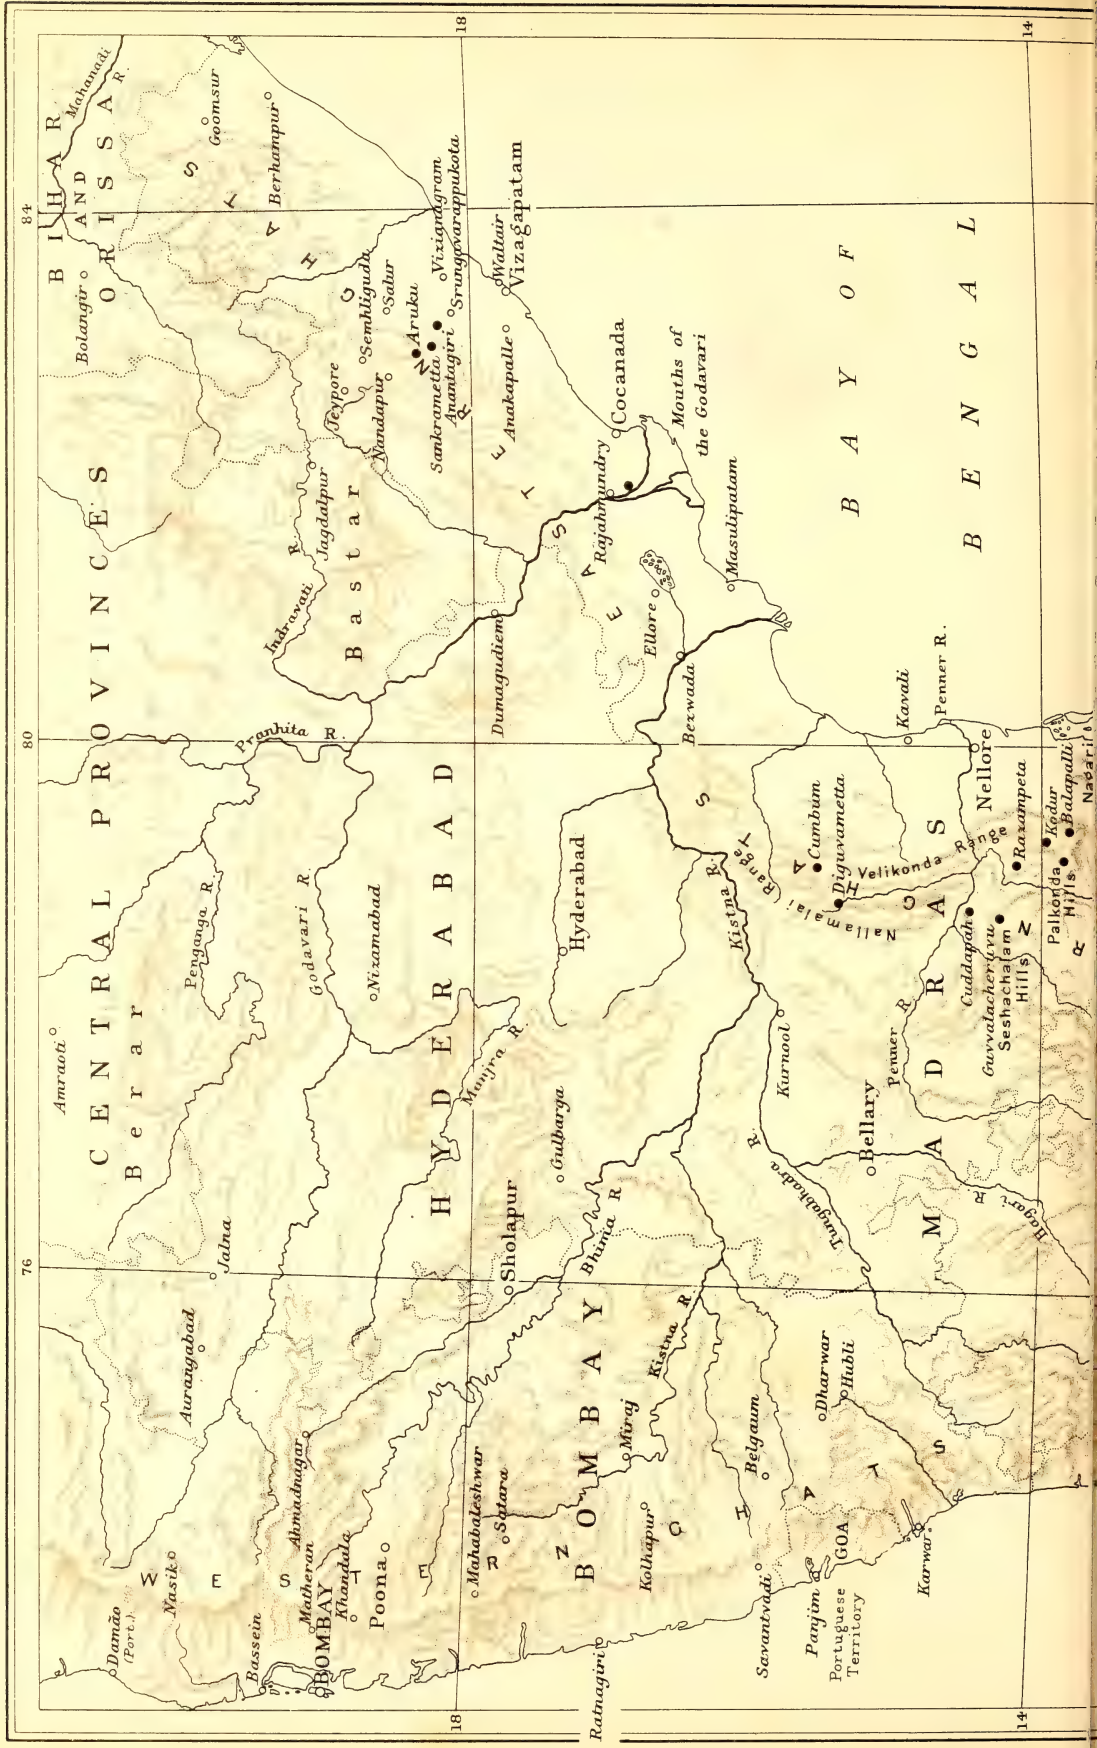 18
14
84
80
76
18
14
BIHAR
AND
ORISSA
Mahanadi R.
CENTRAL PROVINCES
Berar
HYDERABAD
BOMBAY
MADRAS
BAY OF
BENGAL
Bastar
EASTERN GHATS
WESTERN GHATS
Goomsur
Berhampur
Bolangir
Semhliguda
Salur
Vizianagram
Srungavarappukota
Aruku
Sankrametta
Anantagiri
Waltair
Vizagapatam
Jeypore
Nandapur
Anakapalle
Jagdalpur
Indravati R.
Cocanada
Mouths of
the Godavari
Rajahmundry
Masulipatam
Ellore
Dumagudiem
Bezwada
Pranhita R.
Kavali
Penner R.
Nellore
Cumbum
Diguvametta
Velikonda Range
Nallamalai Range
Razampeta
Kodur
Balapalli
Nagari
Palkonda
Hills
Cuddapah
Guvvalacheruvu
Seshachalam
Hills
Penner R.
Kistna R.
Hyderabad
Nizamabad
Godavari R.
Penganga R.
Amraoti
Manjra R.
Kurnool
Bellary
Gulbarga
Tungabhadra R.
Hagari R.
Jalna
Sholapur
Bhima R.
Aurangabad
Kistna R.
Dharwar
Hubli
Belgaum
Miraj
Ahmadnagar
Mahabaleshwar
Satara
Kolhapur
Nasik
Matheran
Khandala
Poona
BOMBAY
Bassein
Damão
(Port.)
Ratnagiri
Savantvadi
Panjim
Portuguese
Territory
GOA
Karwar